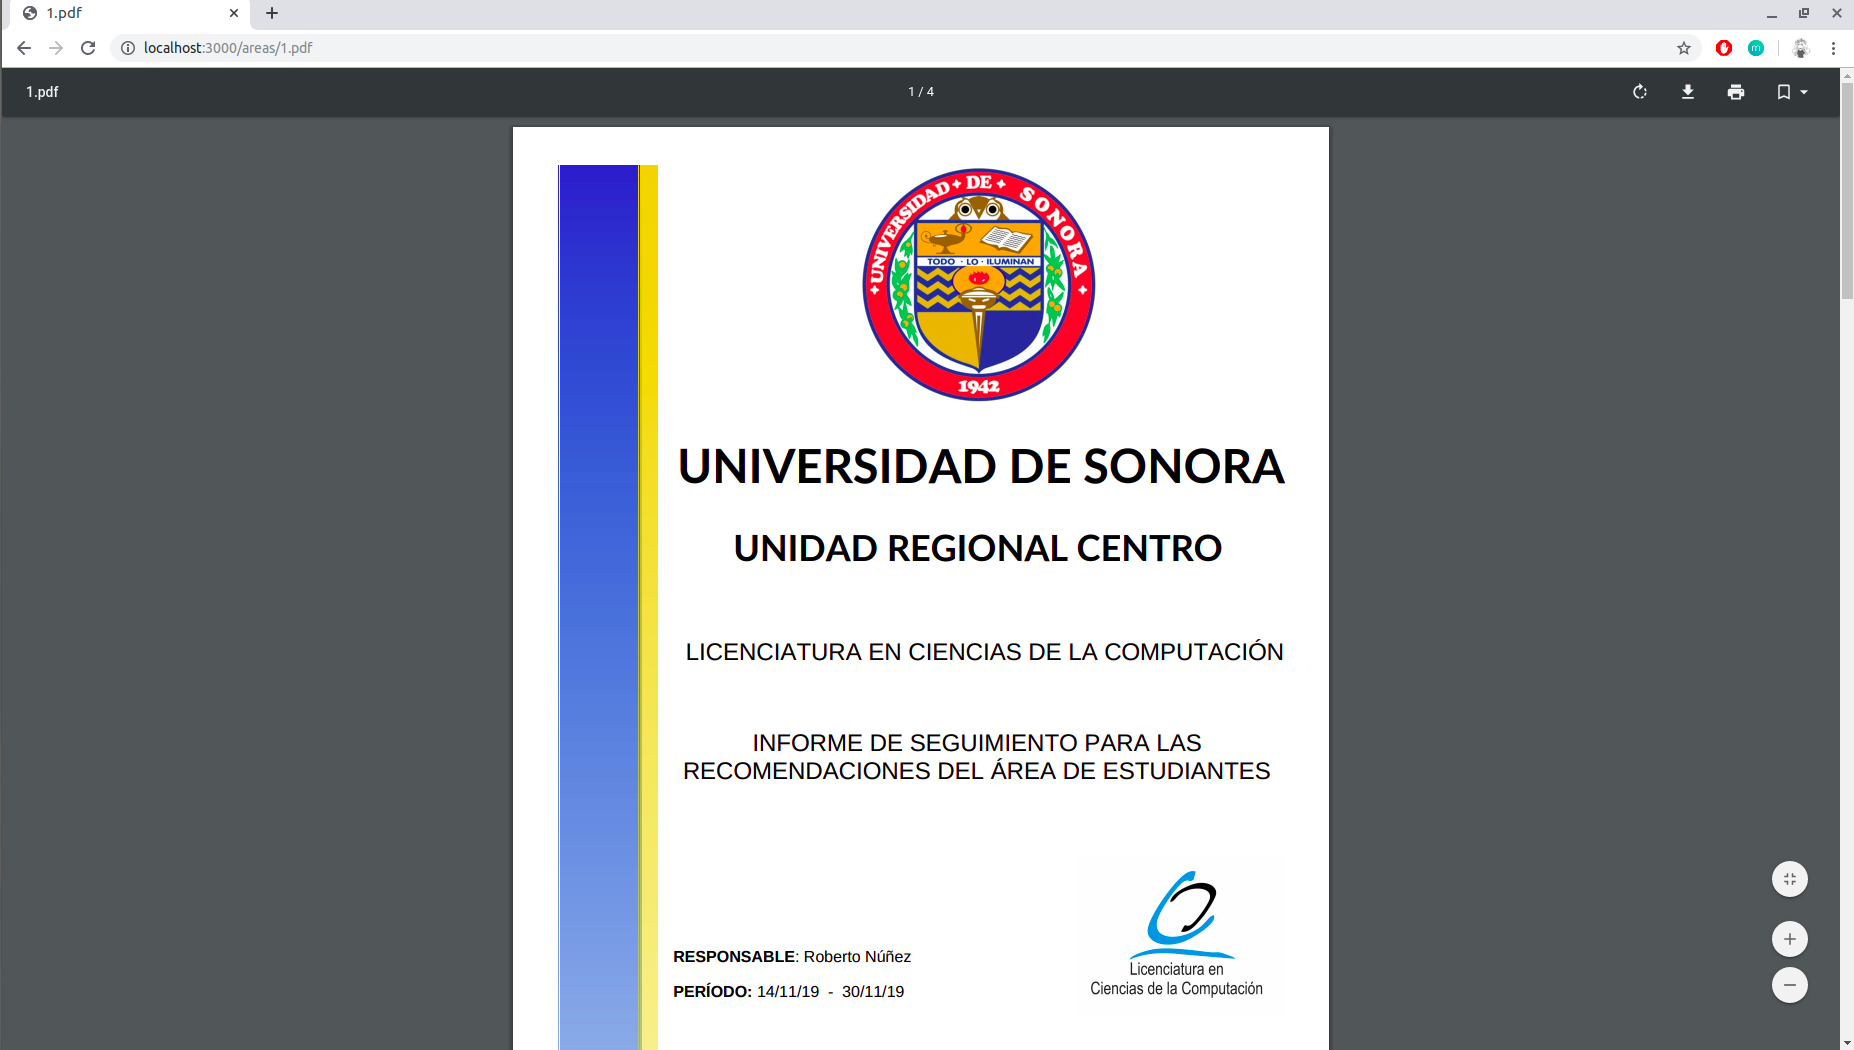 1.pdf
localhost:3000/areas/1.pdf
m
1.pdf
1 / 4
UNIVERSIDAD DE SONORA
TODO · LO · ILUMINAN
1942
UNIVERSIDAD DE SONORA
UNIDAD REGIONAL CENTRO
LICENCIATURA EN CIENCIAS DE LA COMPUTACIÓN
INFORME DE SEGUIMIENTO PARA LAS
RECOMENDACIONES DEL ÁREA DE ESTUDIANTES
RESPONSABLE: Roberto Núñez
PERÍODO: 14/11/19 - 30/11/19
Licenciatura en
Ciencias de la Computación